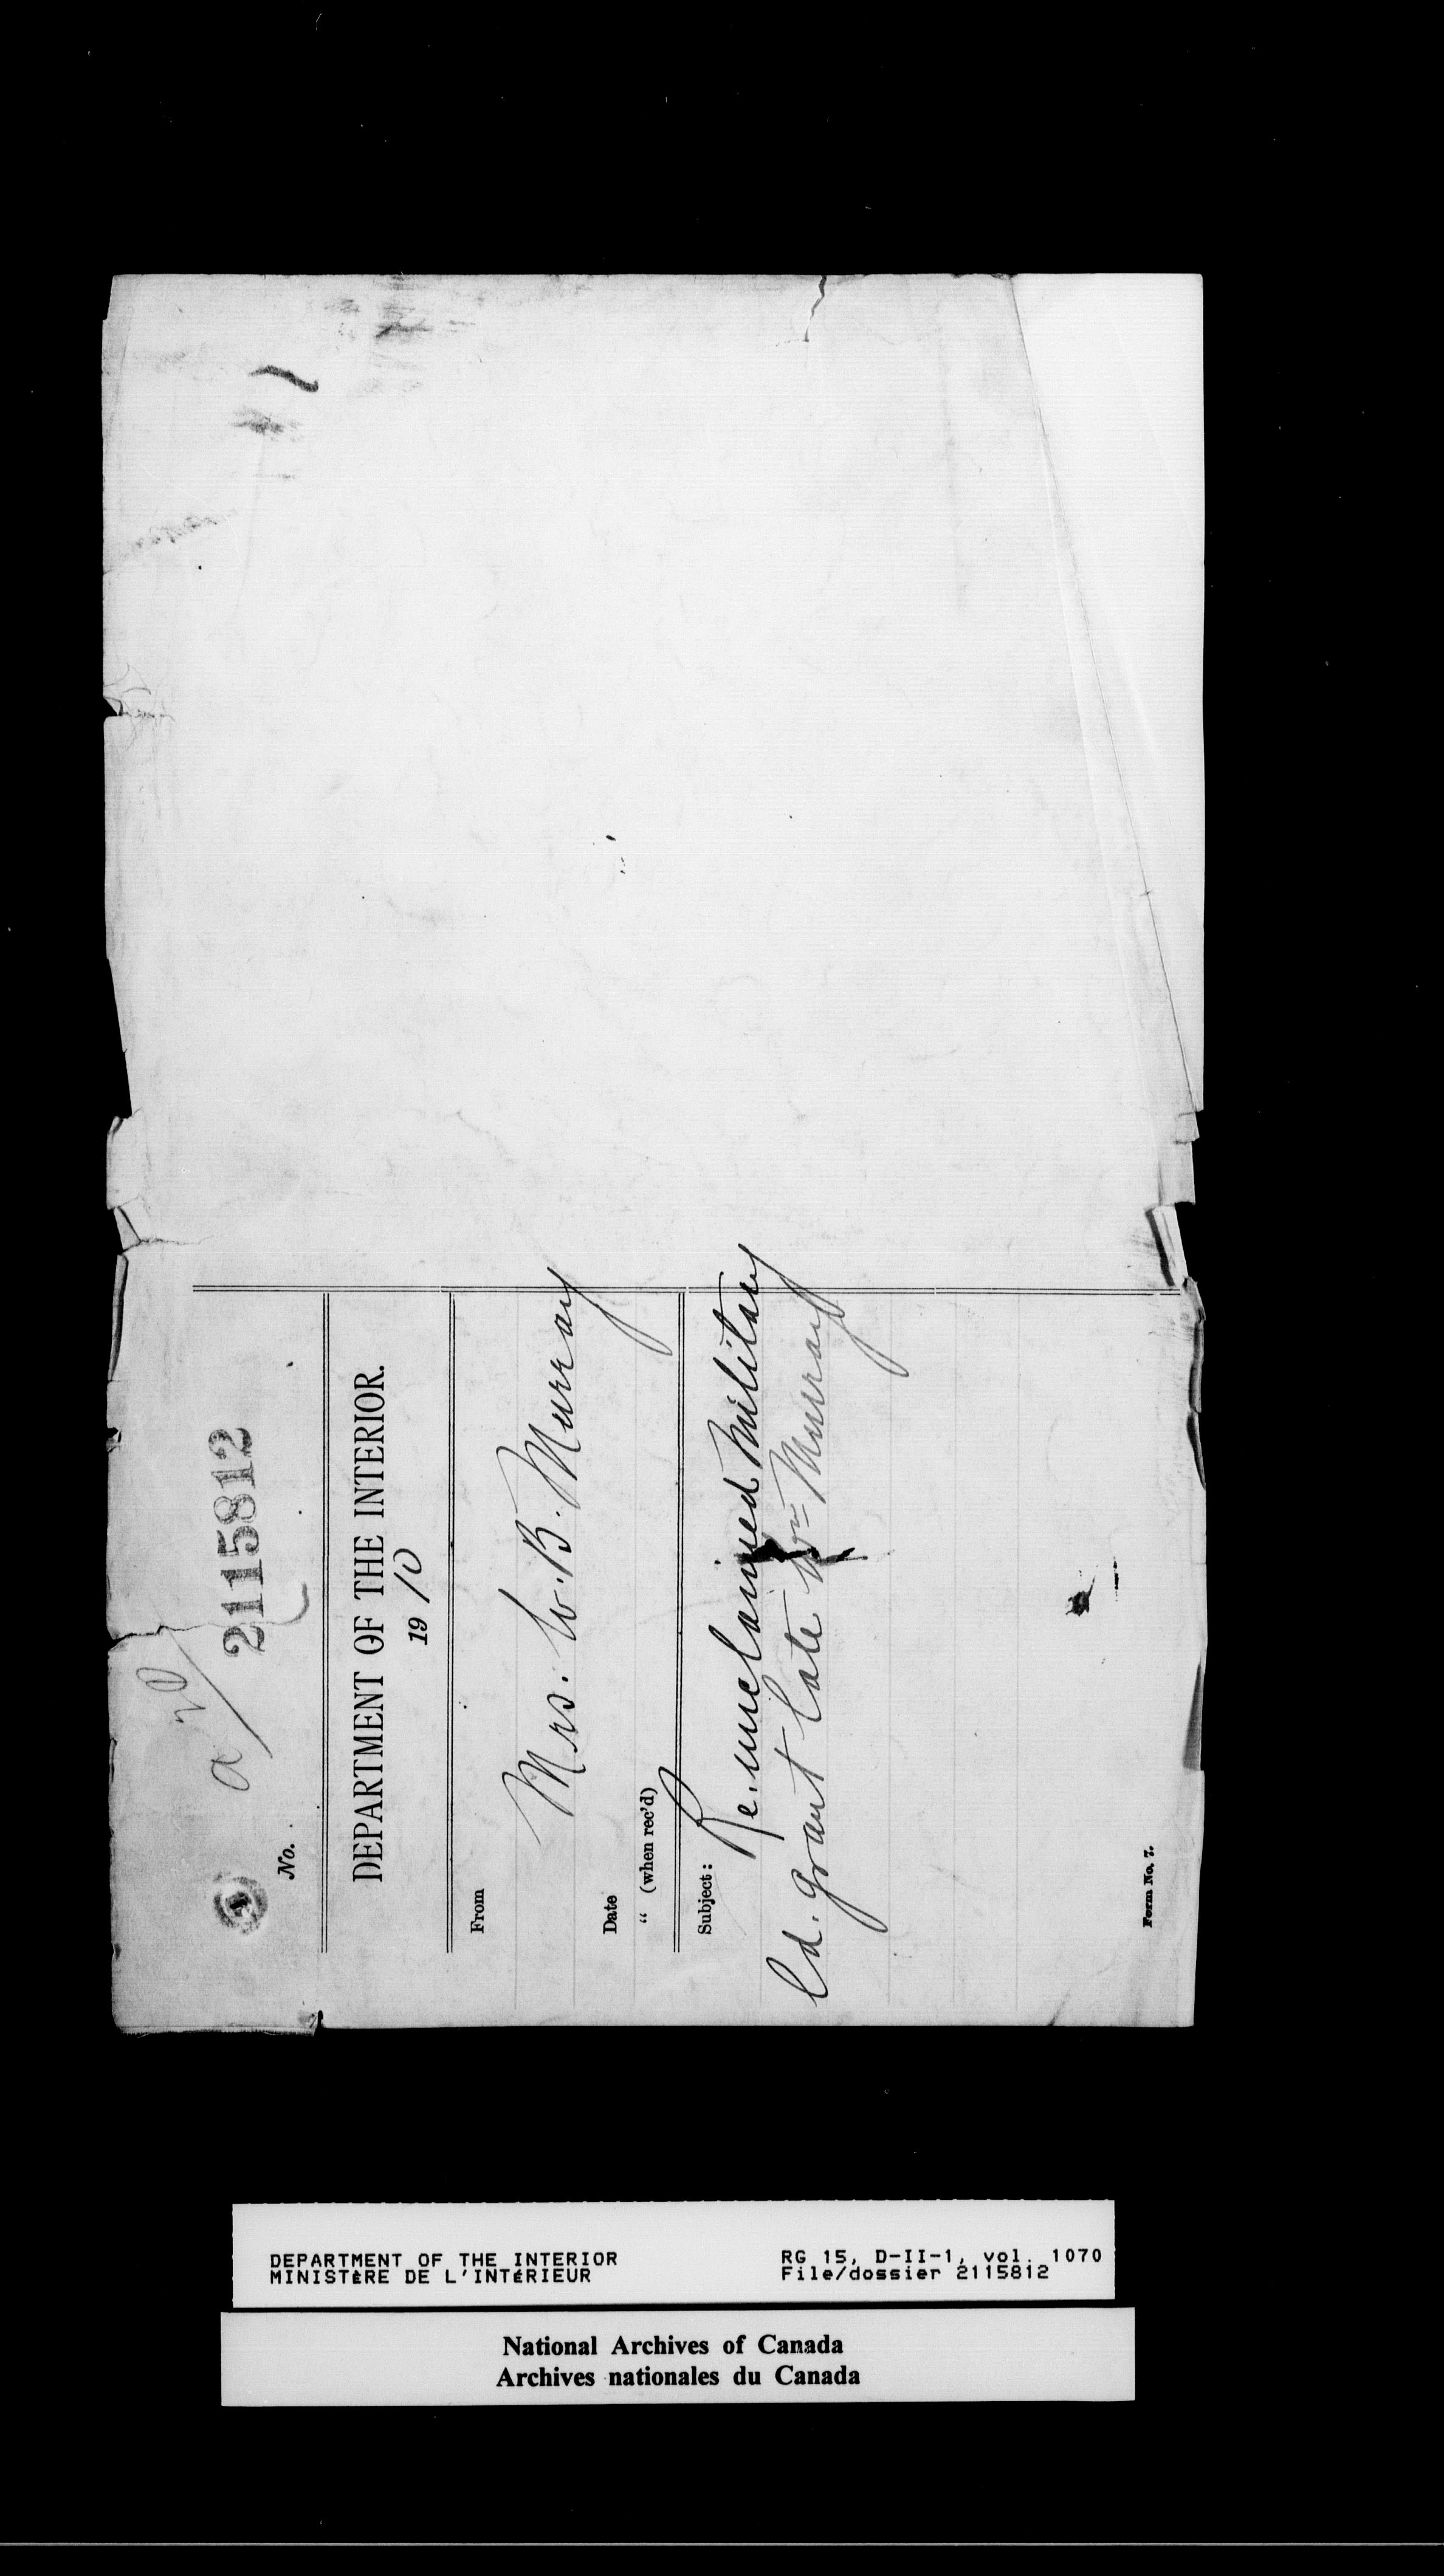 a 20
No. 2115812
DEPARTMENT OF THE INTERIOR.
19 10
From
Mrs. W. B. Murray
Date
“ (when rec'd)
Subject: Re. unclaimed Military
Ld. grant late Wm Murray
Form No. 7.
DEPARTMENT OF THE INTERIOR
MINISTÈRE DE L'INTÉRIEUR
RG 15, D-II-1, vol. 1070
File/dossier 2115812
National Archives of Canada
Archives nationales du Canada